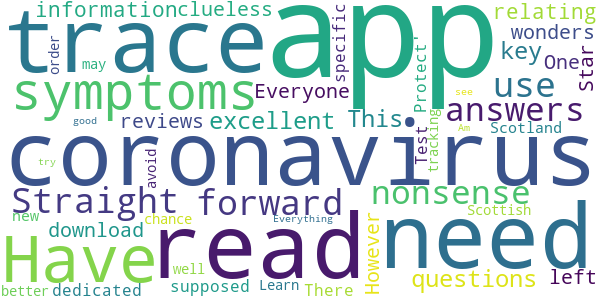 informationclueless
relating
trace
app
specific
wonders
order
may
key
One
Star
symptoms
Everyone
Protect'
use
answers
reviews
excellent
This
Test
tracking
see
Am
Scotland
good
coronavirus
try
avoid
Straight
forward
nonsense
new
chance
Everything
Scottish
download
Have
read
need
However
left
well
Learn
There
questions
better
dedicated
supposed